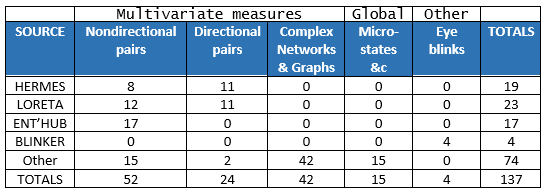 Multivariate measures Global Other
SOURCE Nondirectional pairs Directional pairs Complex Networks & Graphs Micro-states &c Eye blinks TOTALS
HERMES 8 11 0 0 0 19
LORETA 12 11 0 0 0 23
ENT’HUB 17 0 0 0 0 17
BLINKER 0 0 0 0 4 4
Other 15 2 42 15 0 74
TOTALS 52 24 42 15 4 137